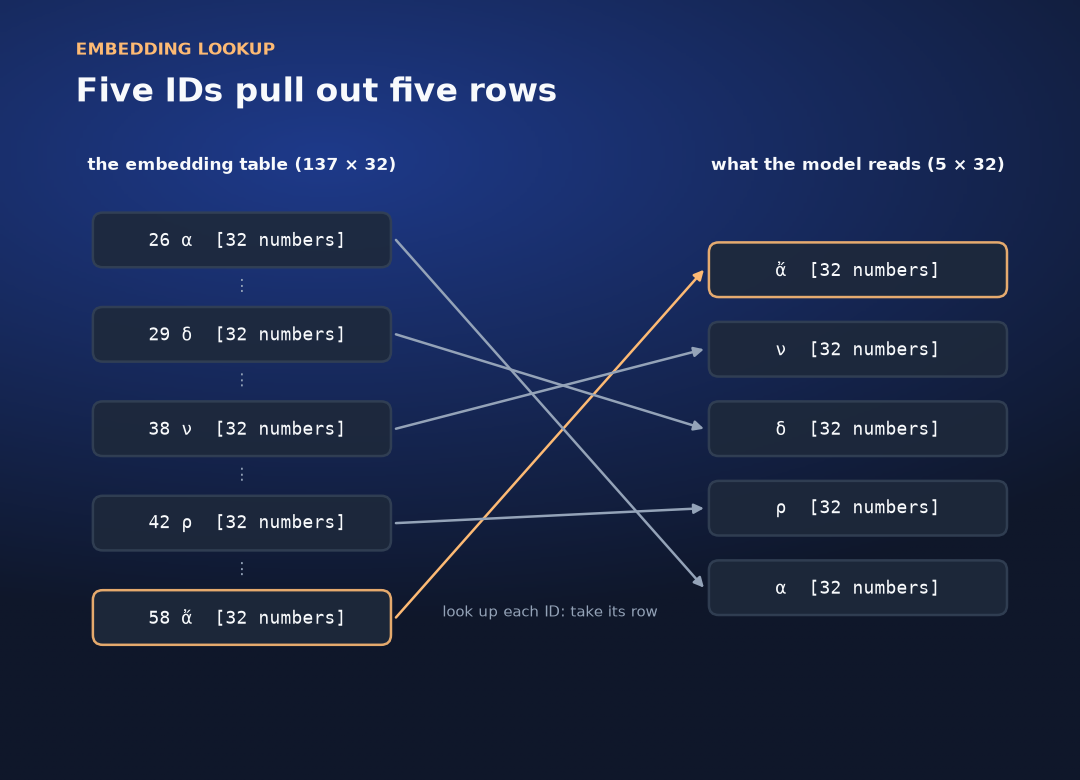 EMBEDDING LOOKUP
Five IDs pull out five rows
the embedding table (137 × 32)
26 α [32 numbers]
⋮
29 δ [32 numbers]
⋮
38 ν [32 numbers]
⋮
42 ρ [32 numbers]
⋮
58 ἄ [32 numbers]
look up each ID: take its row
what the model reads (5 × 32)
ἄ [32 numbers]
ν [32 numbers]
δ [32 numbers]
ρ [32 numbers]
α [32 numbers]